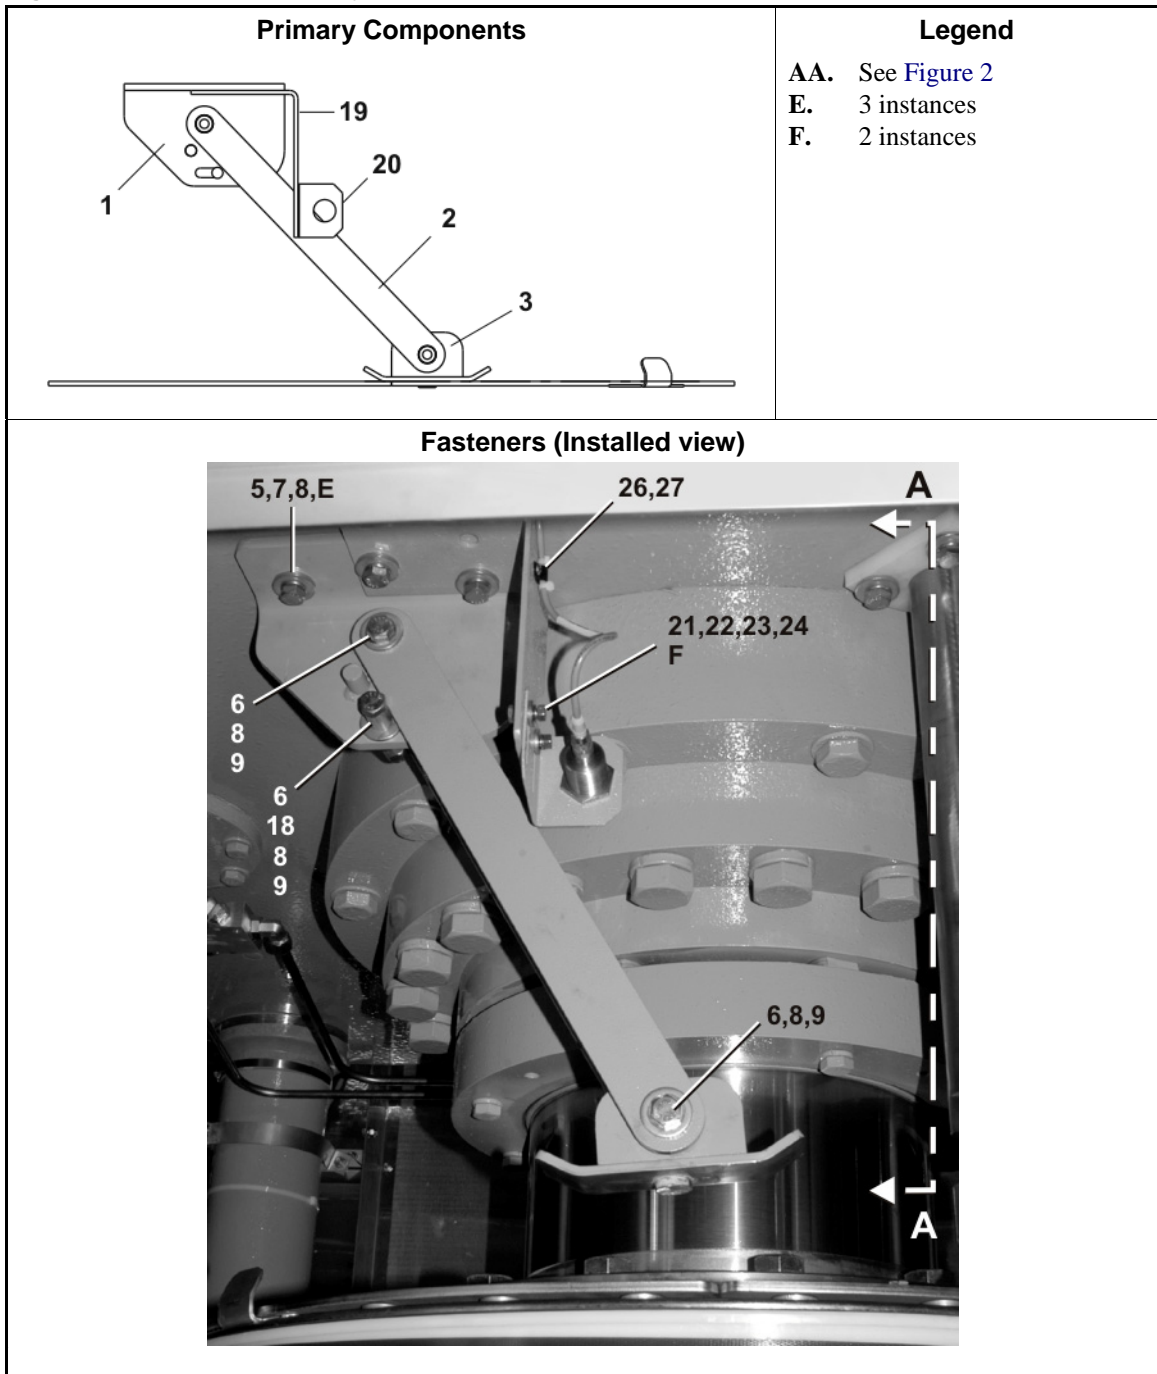 Primary Components
19
20
1
2
3
Legend
AA. See Figure 2
E. 3 instances
F. 2 instances
Fasteners (Installed view)
5,7,8,E
26,27
A
21,22,23,24
F
6
8
9
6
18
8
9
6,8,9
A